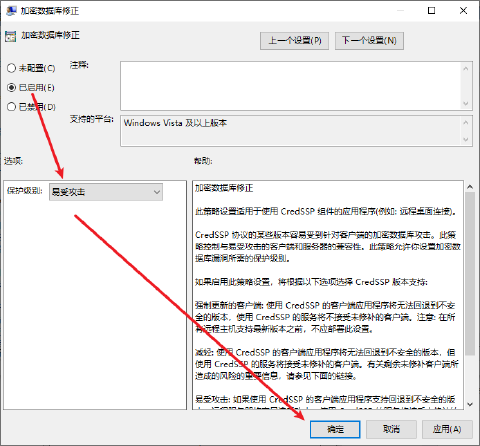 加密数据库修正
加密数据库修正
上一个设置(P)
下一个设置(N)
未配置(C)
注释:
已启用(E)
已禁用(D)
支持的平台:
Windows Vista 及以上版本
选项:
帮助:
保护级别:
易受攻击
加密数据库修正
此策略设置适用于使用 CredSSP 组件的应用程序(例如: 远程桌面连接)。
CredSSP 协议的某些版本容易受到针对客户端的加密数据库攻击。此策
略控制与易受攻击的客户端和服务器的兼容性。此策略允许你设置加密数
据库漏洞所需的保护级别。
如果启用此策略设置，将根据以下选项选择 CredSSP 版本支持:
强制更新的客户端: 使用 CredSSP 的客户端应用程序将无法回退到不安
全的版本，使用 CredSSP 的服务将不接受未修补的客户端。注意: 在所
有远程主机支持最新版本之前，不应部署此设置。
减轻: 使用 CredSSP 的客户端应用程序将无法回退到不安全的版本，但
使用 CredSSP 的服务将接受未修补的客户端。有关剩余未修补客户端所
造成的风险的重要信息，请参见下面的链接。
易受攻击: 如果使用 CredSSP 的客户端应用程序支持回退到不安全的版
确定
取消
应用(A)